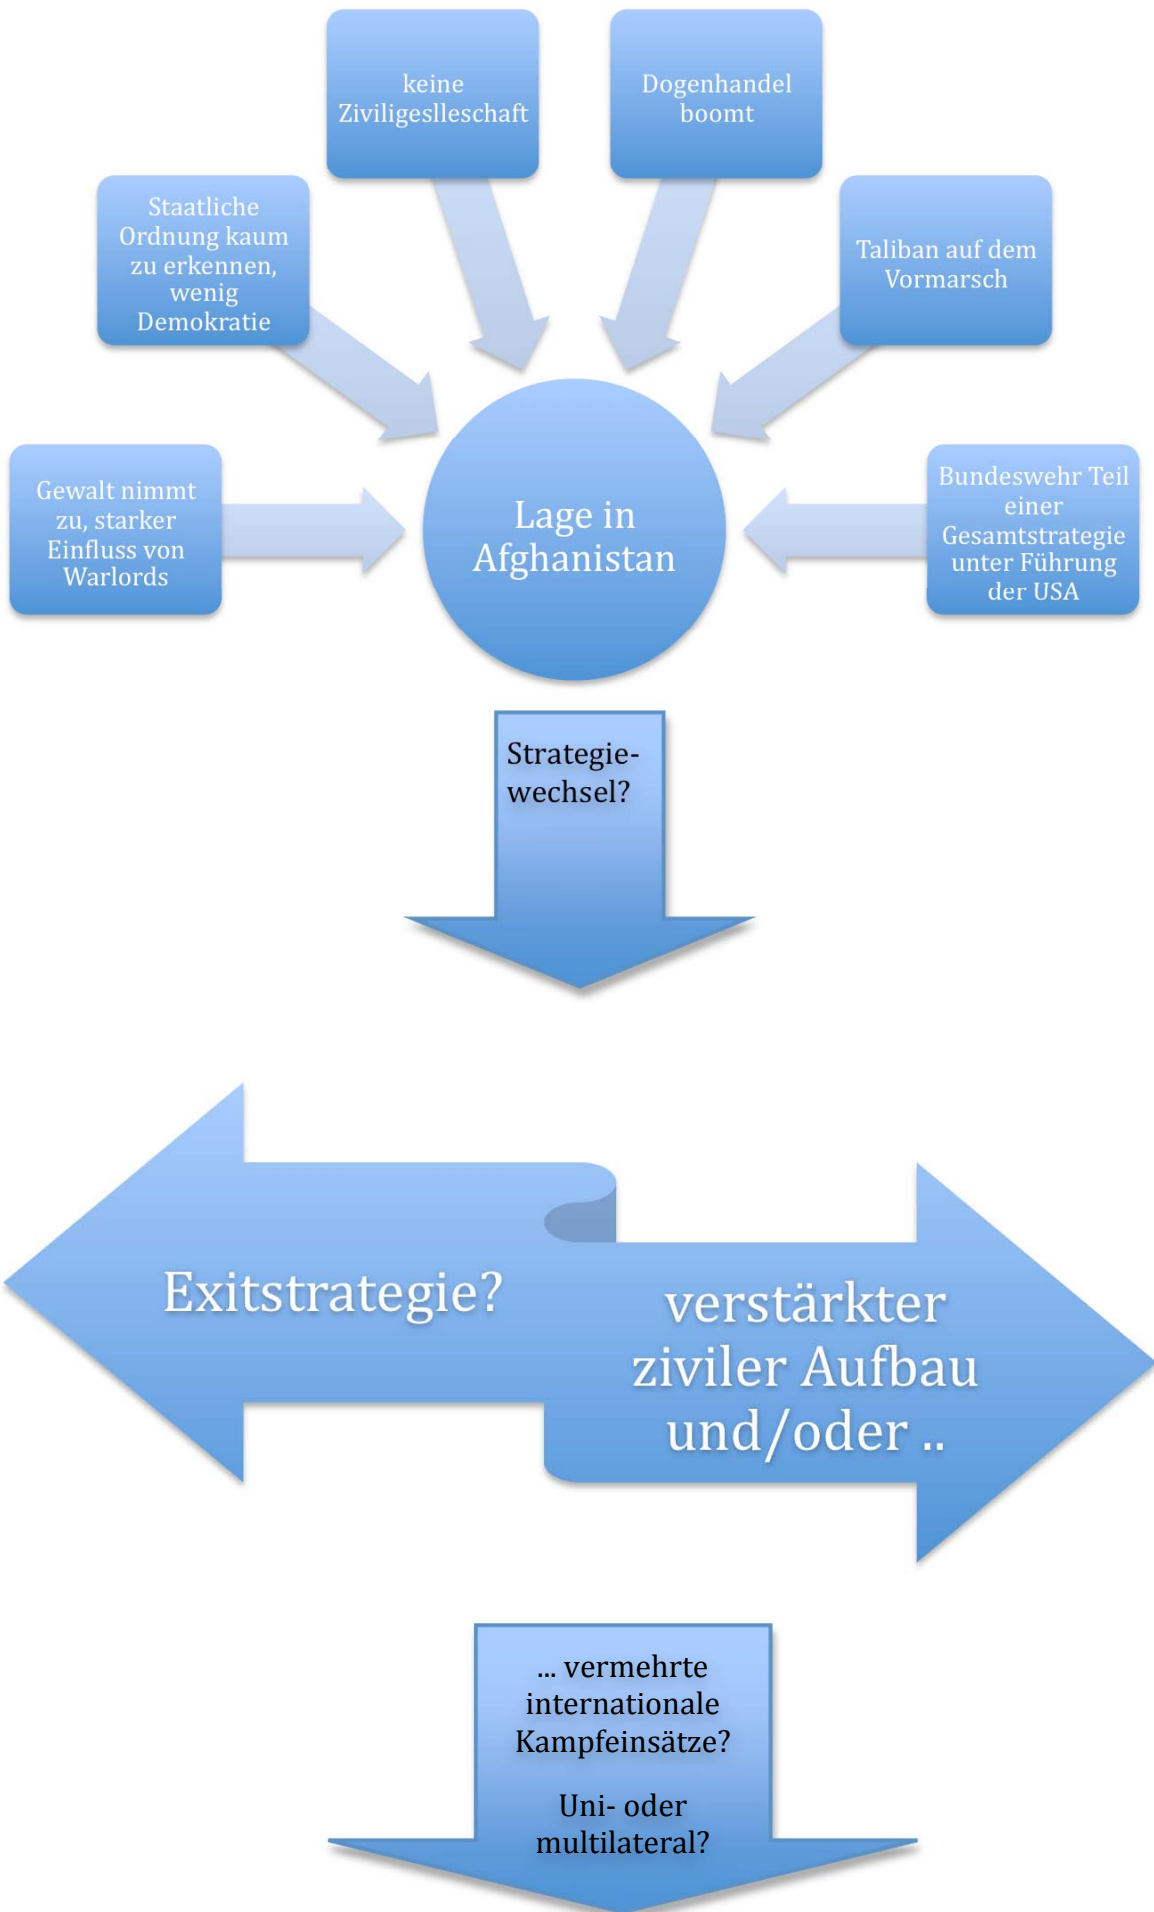 keine
Ziviligeslleschaft
Dogenhandel
boomt
Staatliche
Ordnung kaum
zu erkennen,
wenig
Demokratie
Taliban auf dem
Vormarsch
Gewalt nimmt
zu, starker
Einfluss von
Warlords
Lage in
Afghanistan
Bundeswehr Teil
einer
Gesamtstrategie
unter Führung
der USA
Strategie-
wechsel?
Exitstrategie?
verstärkter
ziviler Aufbau
und/oder ..
... vermehrte
internationale
Kampfeinsätze?
Uni- oder
multilateral?